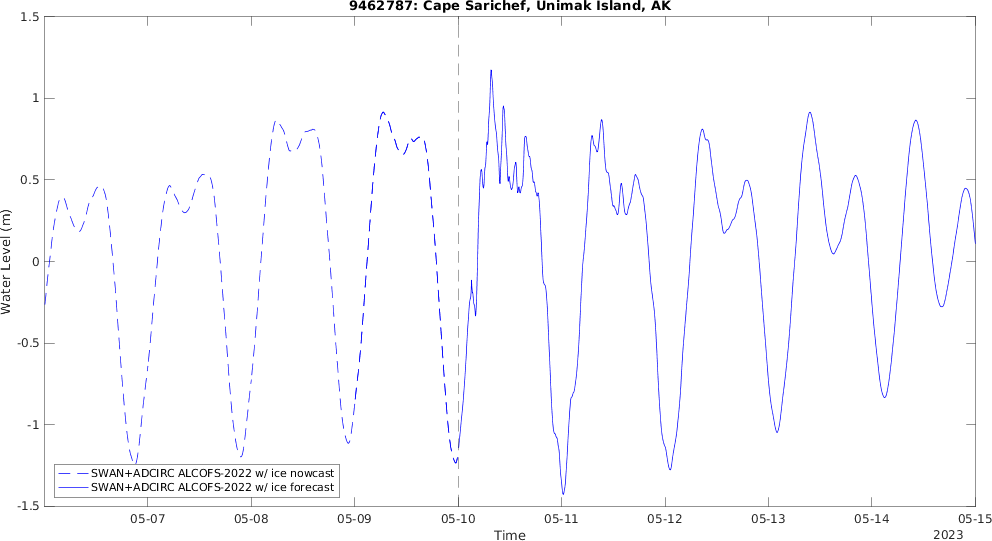 9462787: Cape Sarichef, Unimak Island, AK
1.5
1
0.5
0
-0.5
-1
-1.5
Water Level (m)
SWAN+ADCIRC ALCOFS-2022 w/ ice nowcast
SWAN+ADCIRC ALCOFS-2022 w/ ice forecast
05-07 05-08 05-09 05-10 05-11 05-12 05-13 05-14 05-15
Time
2023